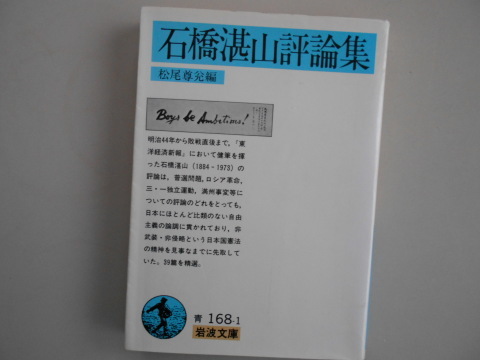 石橋湛山評論集
松尾尊兊編
Boys be Ambitious!
明治44年から敗戦直後まで,『東
洋経済新報』において健筆を揮
った石橋湛山(1884-1973)の
評論は,普選問題,ロシア革命,
三・一独立運動,満州事変等に
ついての評論のどれをとっても,
日本にほとんど比類のない自由
主義の論調に貫かれており,非
武装・非侵略という日本国憲法
の精神を見事なまでに先取して
いた.39篇を精選。
青 168-1
岩波文庫